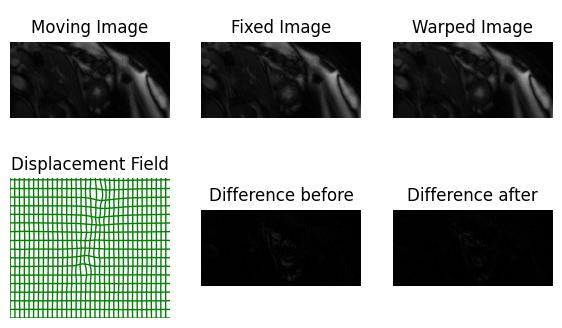 Moving Image
Fixed Image
Warped Image
Displacement Field
Difference before
Difference after